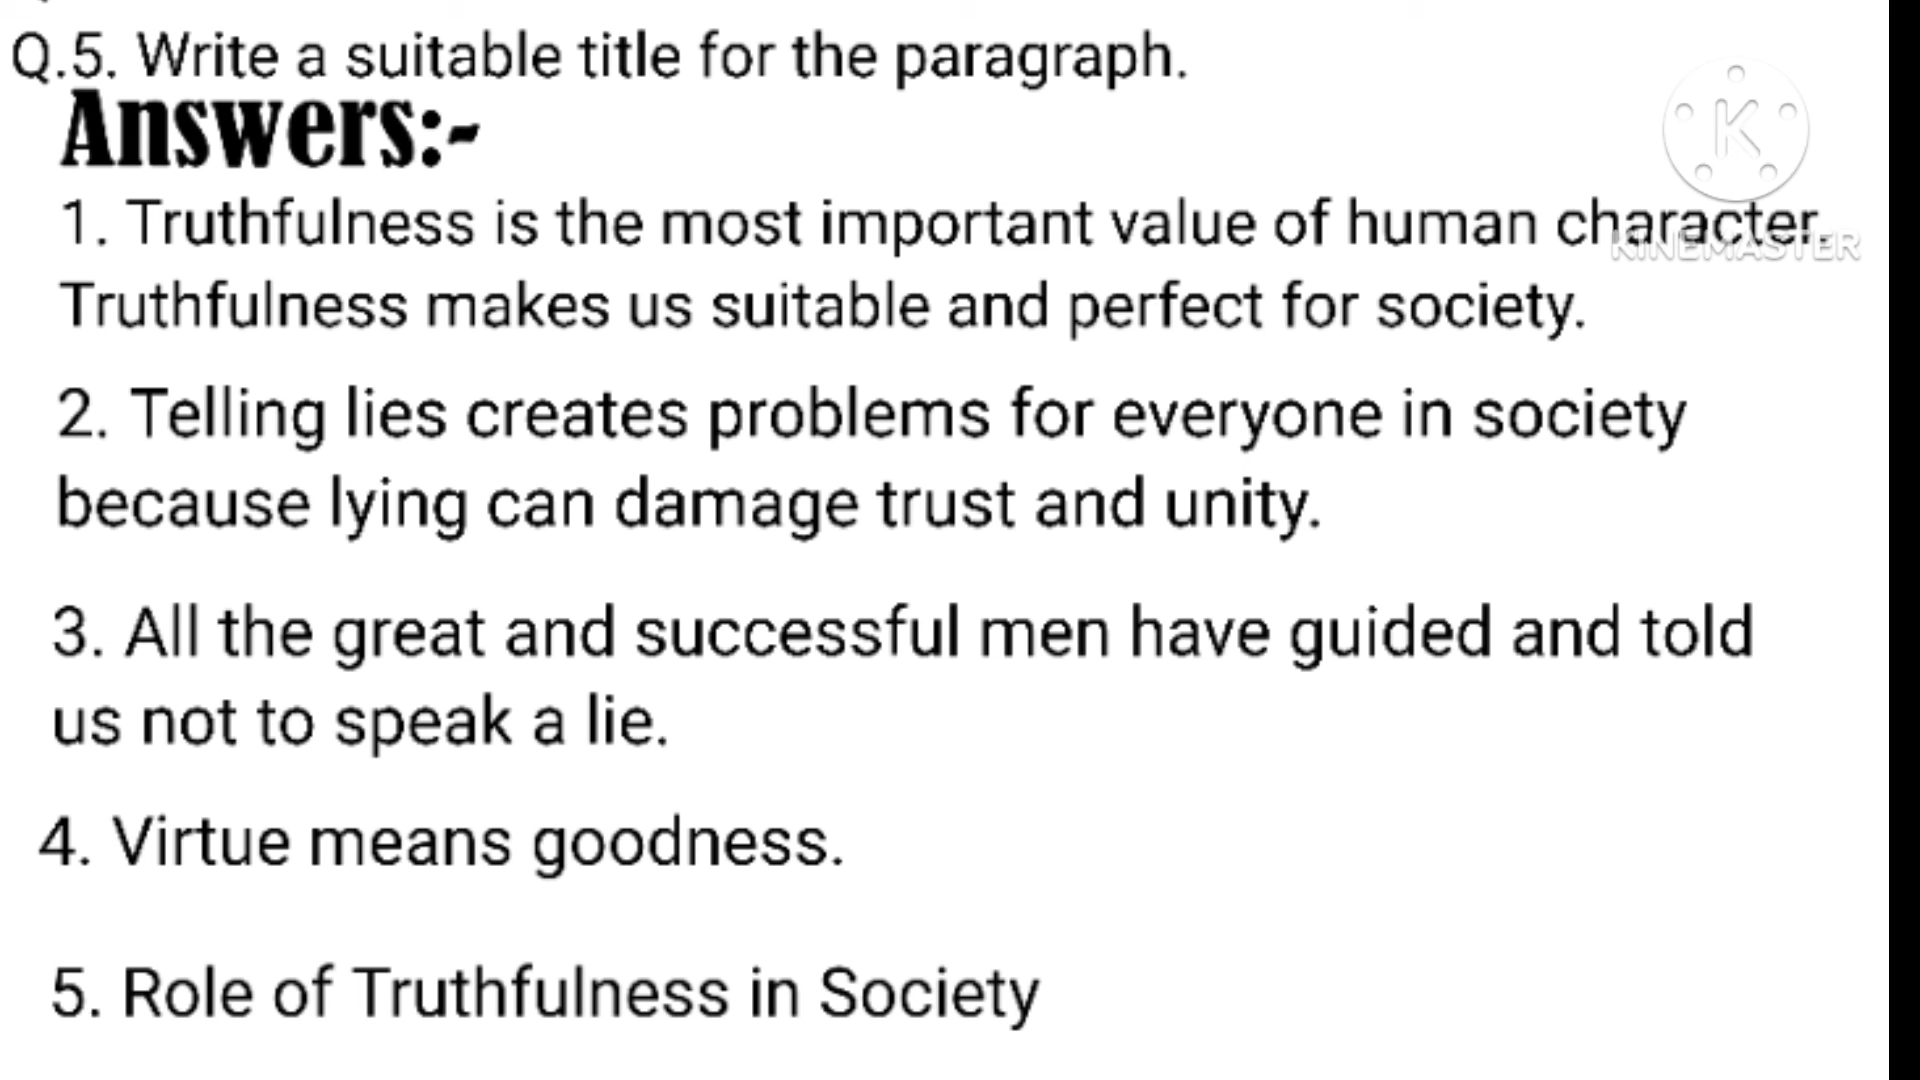 Q.5. Write a suitable title for the paragraph.
Answers:-
K
KINEMASTER
1. Truthfulness is the most important value of human character.
Truthfulness makes us suitable and perfect for society.
2. Telling lies creates problems for everyone in society
because lying can damage trust and unity.
3. All the great and successful men have guided and told
us not to speak a lie.
4. Virtue means goodness.
5. Role of Truthfulness in Society